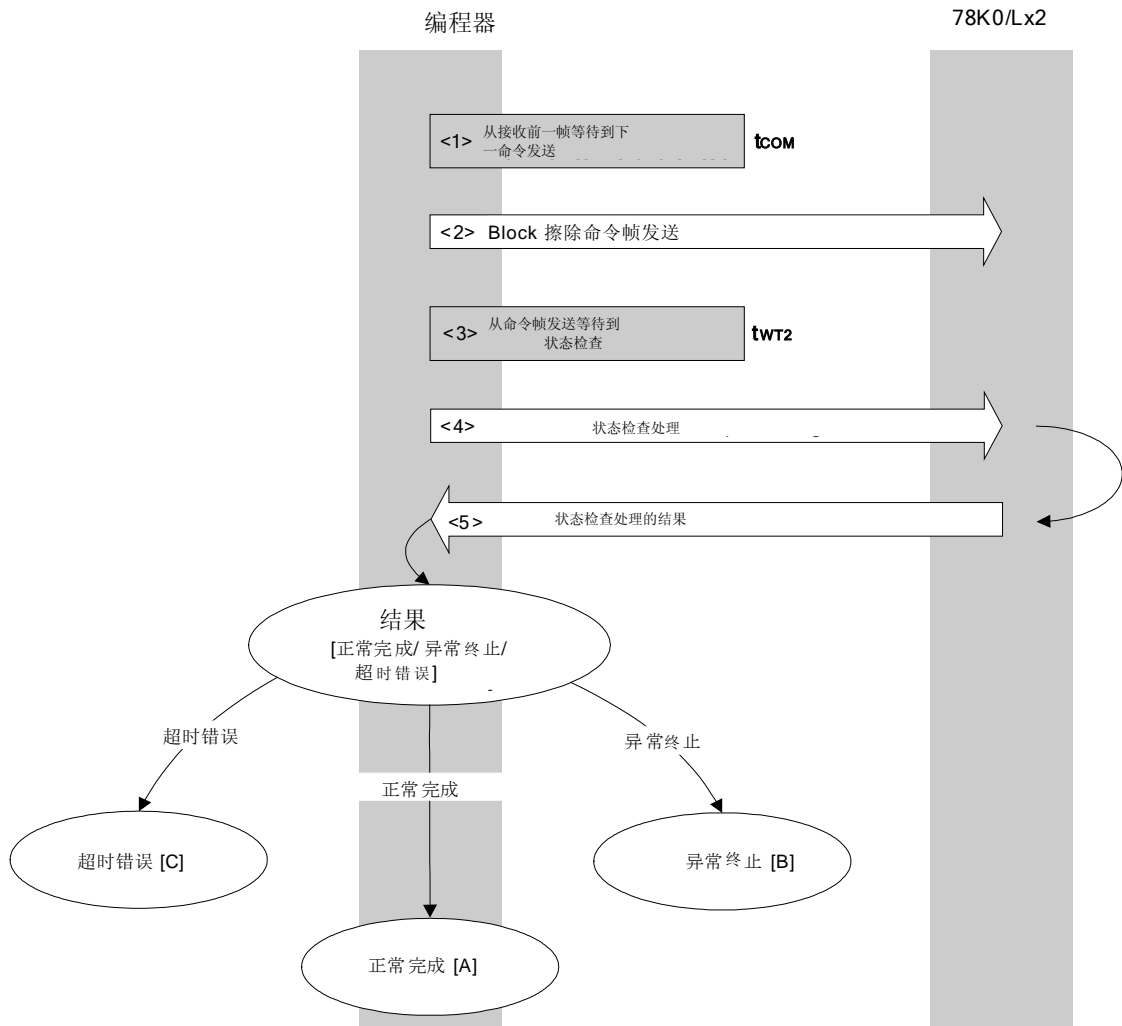 编程器
78K0/Lx2
<1> 从接收前一帧等待到下
一命令发送
tCOM
<2> Block 擦除命令帧发送
<3> 从命令帧发送等待到
状态检查
tWT2
<4> 状态检查处理
<5> 状态检查处理的结果
结果
[正常完成/ 异常终止/
超时错误]
超时错误
异常终止
正常完成
超时错误 [C]
异常终止 [B]
正常完成 [A]